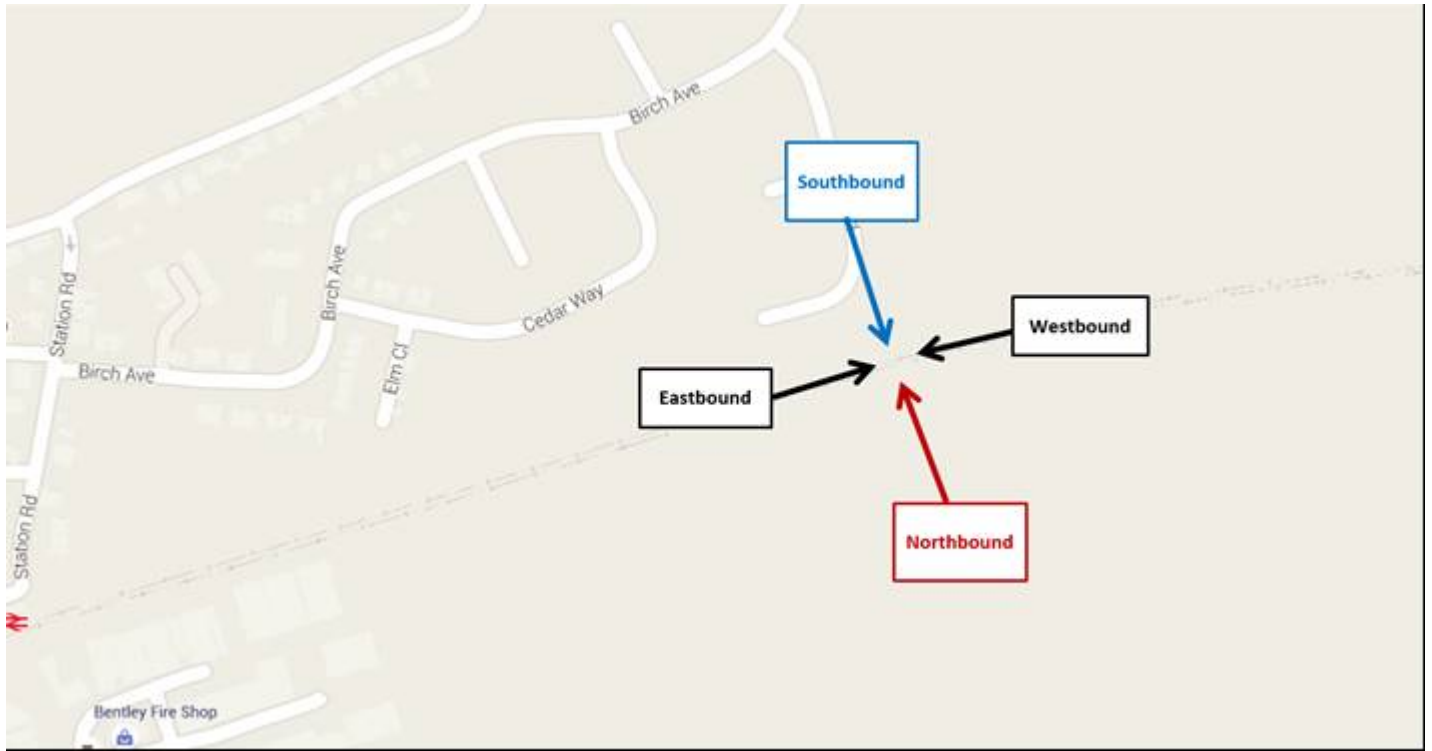 Birch Ave
Southbound
Station Rd
Birch Ave
Cedar Way
Westbound
Birch Ave
Elm Cl
Eastbound
Station Rd
Northbound
Bentley Fire Shop